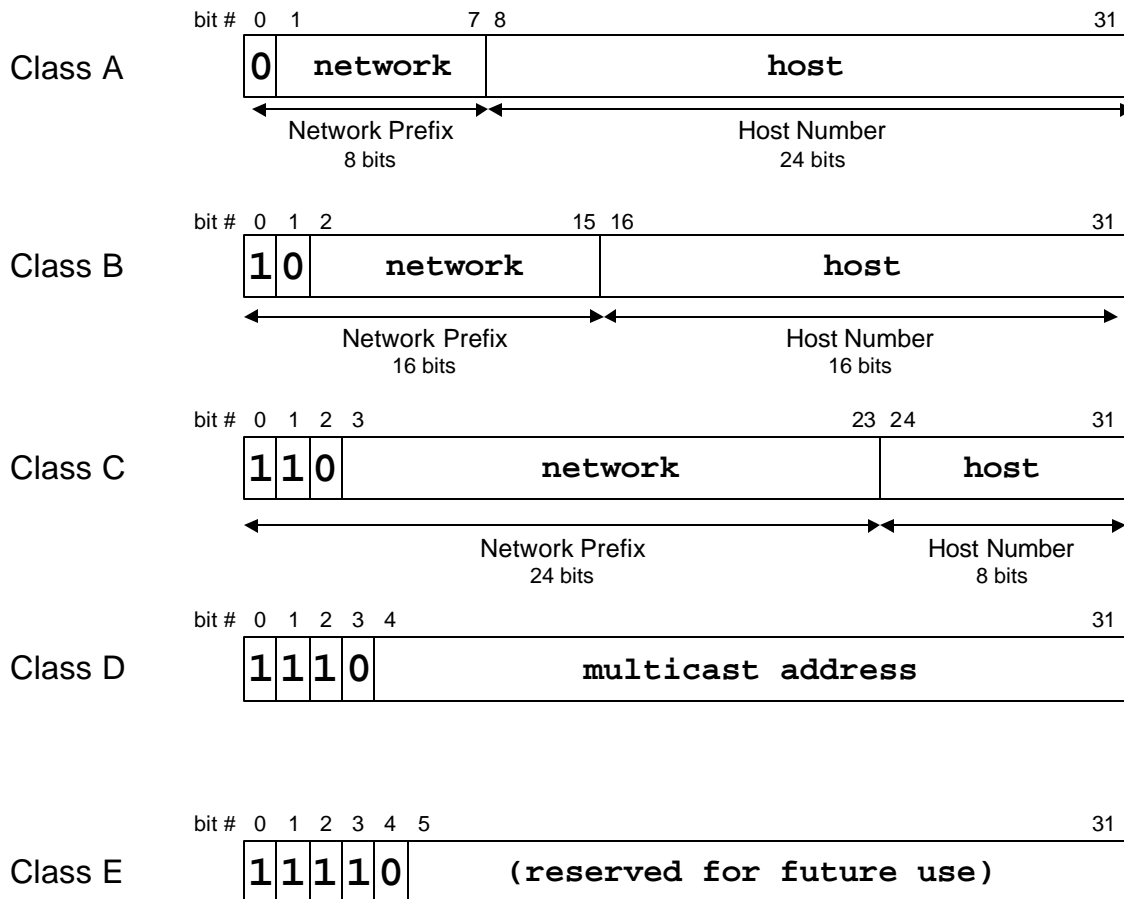 bit # 0 1 7 8 31
Class A 0 network host
Network Prefix Host Number
8 bits 24 bits
bit # 0 1 2 15 16 31
Class B 1 0 network host
Network Prefix Host Number
16 bits 16 bits
bit # 0 1 2 3 23 24 31
Class C 1 1 0 network host
Network Prefix Host Number
24 bits 8 bits
bit # 0 1 2 3 4 31
Class D 1 1 1 0 multicast address
bit # 0 1 2 3 4 5 31
Class E 1 1 1 1 0 (reserved for future use)